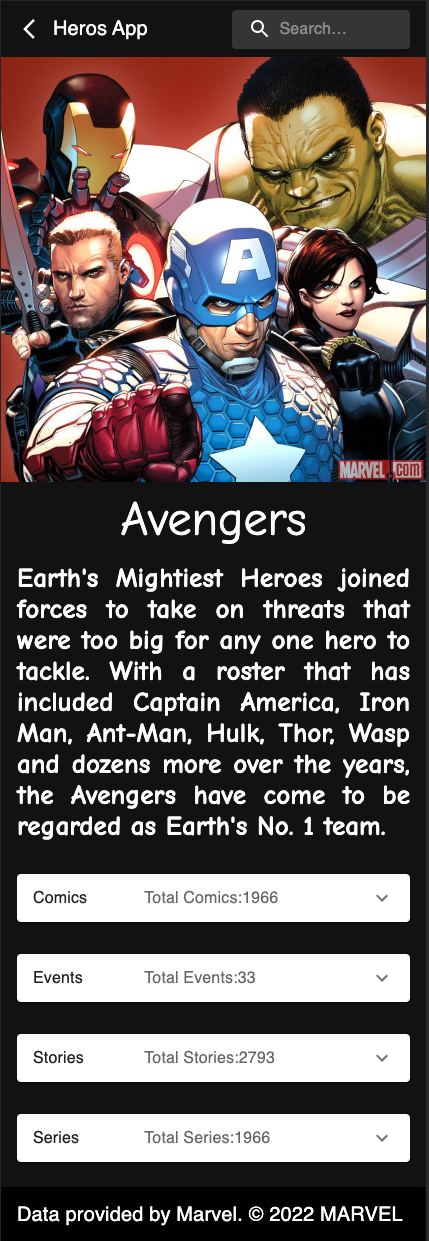 Heros App
Search…
A
MARVEL.com
Avengers
Earth's Mightiest Heroes joined
forces to take on threats that
were too big for any one hero to
tackle. With a roster that has
included Captain America, Iron
Man, Ant-Man, Hulk, Thor, Wasp
and dozens more over the years,
the Avengers have come to be
regarded as Earth's No. 1 team.
Comics Total Comics:1966
Events Total Events:33
Stories Total Stories:2793
Series Total Series:1966
Data provided by Marvel. © 2022 MARVEL